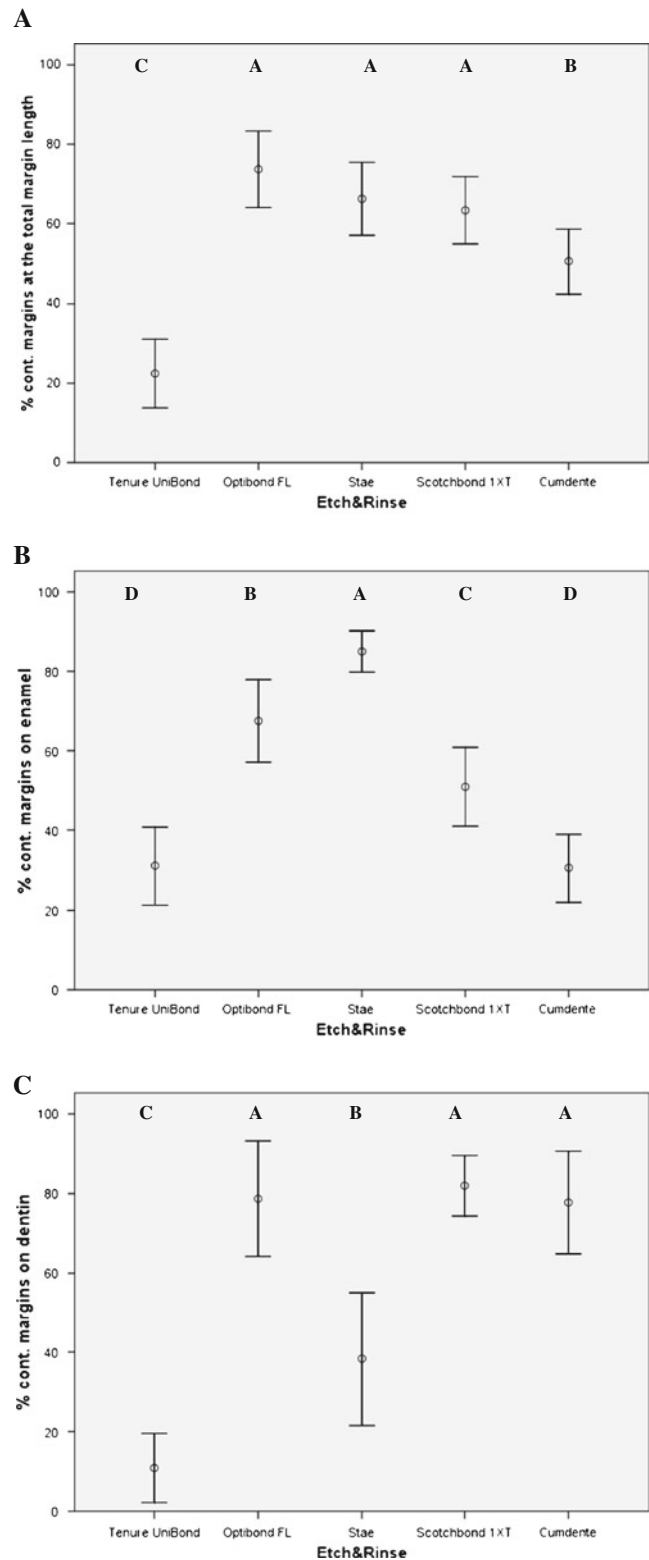 A
C A A A B
100
80
60
40
20
0
% cont. margins at the total margin length
Tenure UniBond Optibond FL Stae Scotchbond 1XT Cumdente
Etch&Rinse
B
D B A C D
100
80
60
40
20
0
% cont. margins on enamel
Tenure UniBond Optibond FL Stae Scotchbond 1XT Cumdente
Etch&Rinse
C
C A B A A
100
80
60
40
20
0
% cont. margins on dentin
Tenure UniBond Optibond FL Stae Scotchbond 1XT Cumdente
Etch&Rinse